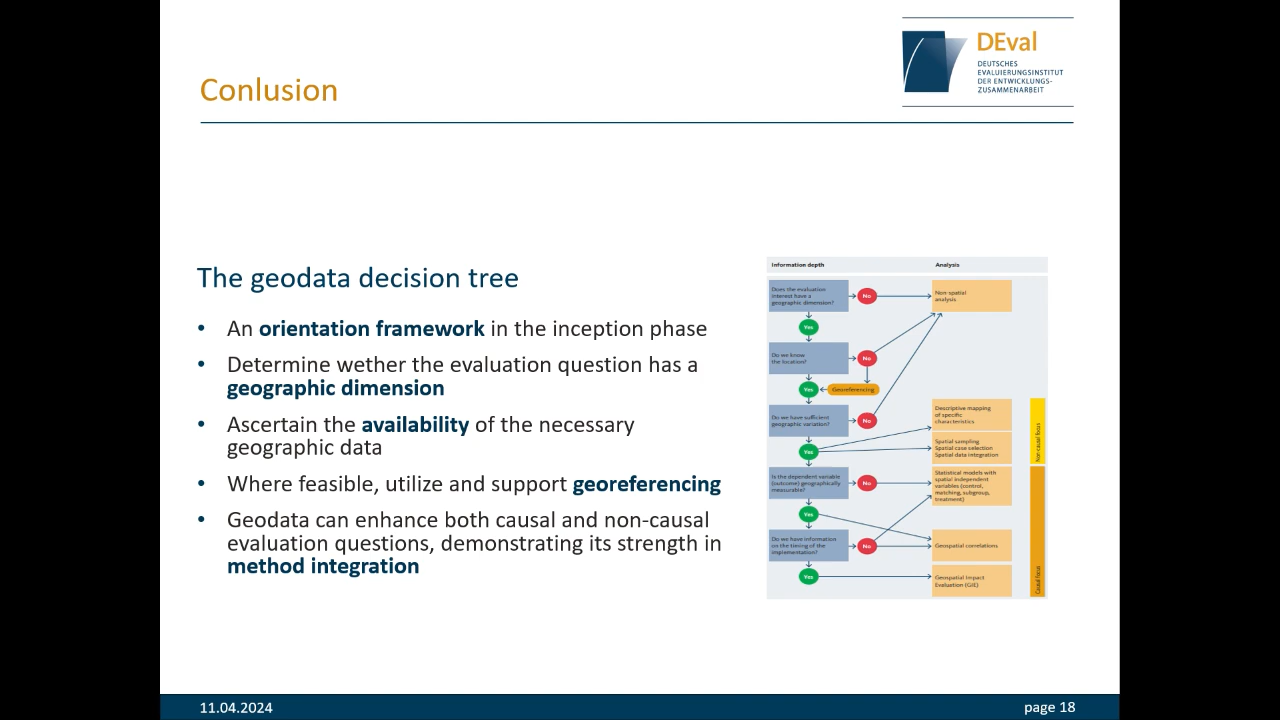 DEval
DEUTSCHES
EVALUIERUNGSINSTITUT
DER ENTWICKLUNGS-
ZUSAMMENARBEIT
Conlusion
The geodata decision tree
• An orientation framework in the inception phase
• Determine wether the evaluation question has a
geographic dimension
• Ascertain the availability of the necessary
geographic data
• Where feasible, utilize and support georeferencing
• Geodata can enhance both causal and non-causal
evaluation questions, demonstrating its strength in
method integration
Information depth
Analysis
Does the evaluation
interest have a
geographic dimension?
No
Non-spatial
analysis
Yes
Do we know
the location?
No
Yes
Georeferencing
Do we have sufficient
geographic variation?
No
Descriptive mapping
of specific
characteristics
Yes
Spatial sampling
Spatial case selection
Spatial data integration
Non-causal focus
Is the dependent variable
(outcome) geographically
measurable?
No
Statistical models with
spatial independent
variables (control,
matching, subgroup,
treatment)
Yes
Do we have information
on the timing of the
implementation?
No
Geospatial correlations
Yes
Geospatial Impact
Evaluation (GIE)
Causal focus
11.04.2024
page 18